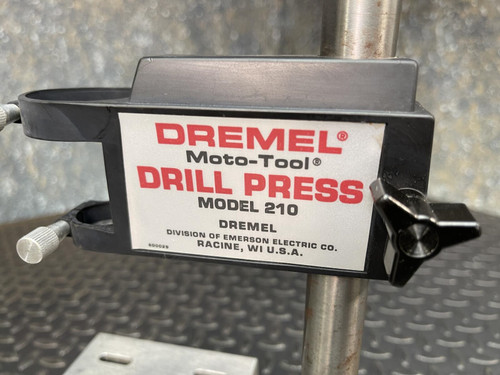 DREMEL®
Moto-Tool®
DRILL PRESS
MODEL 210
DREMEL
DIVISION OF EMERSON ELECTRIC CO.
RACINE, WI U.S.A.